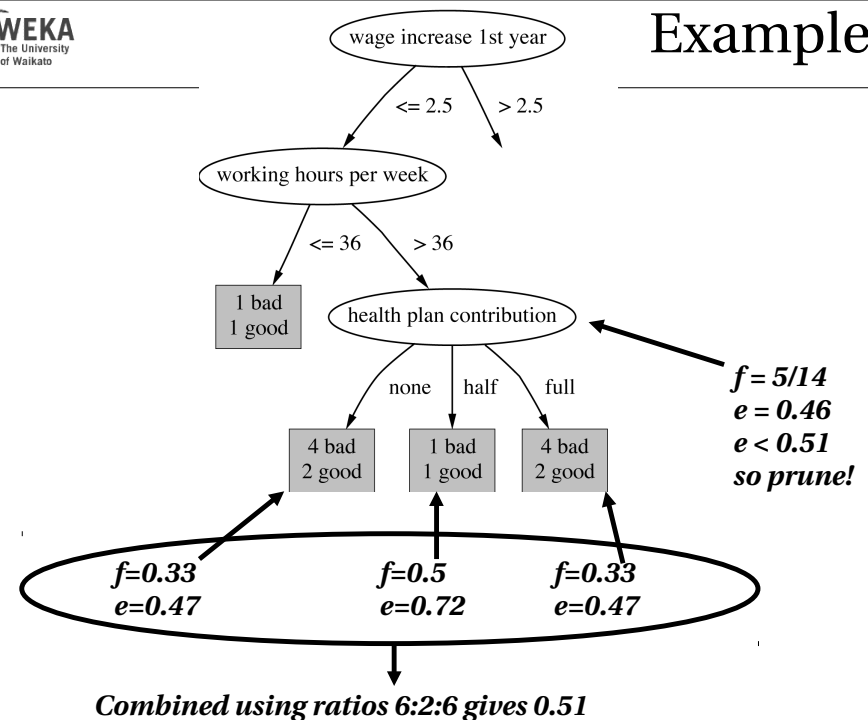 WEKA
The University
of Waikato
Example
wage increase 1st year
<= 2.5
> 2.5
working hours per week
<= 36
> 36
1 bad
1 good
health plan contribution
none
half
full
4 bad
2 good
1 bad
1 good
4 bad
2 good
f = 5/14
e = 0.46
e < 0.51
so prune!
f=0.33
e=0.47
f=0.5
e=0.72
f=0.33
e=0.47
Combined using ratios 6:2:6 gives 0.51